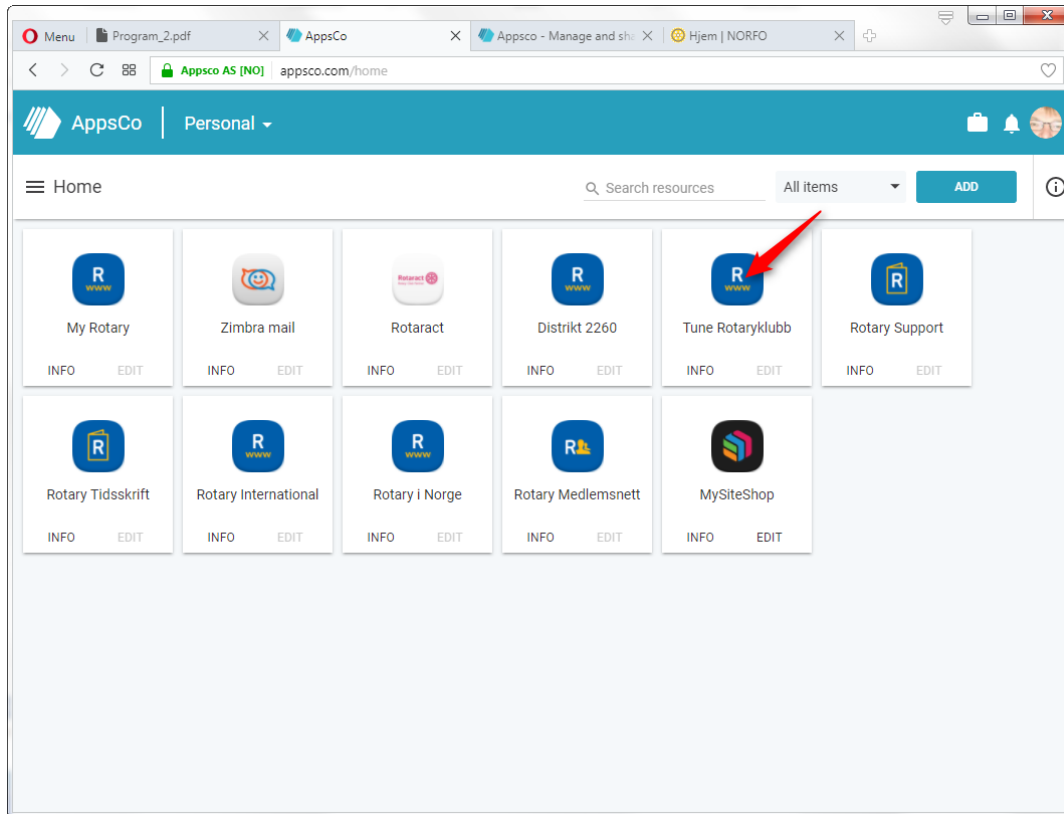 Menu
Program_2.pdf
AppsCo
Appsco - Manage and sha
Hjem | NORFO
Appsco AS [NO]
appsco.com/home
AppsCo
Personal
Home
Search resources
All items
ADD
R
www
Rotaract
R
www
R
www
R
My Rotary
Zimbra mail
Rotaract
Distrikt 2260
Tune Rotaryklubb
Rotary Support
INFO EDIT
INFO EDIT
INFO EDIT
INFO EDIT
INFO EDIT
INFO EDIT
R
R
www
R
www
R
Rotary Tidsskrift
Rotary International
Rotary i Norge
Rotary Medlemsnett
MySiteShop
INFO EDIT
INFO EDIT
INFO EDIT
INFO EDIT
INFO EDIT